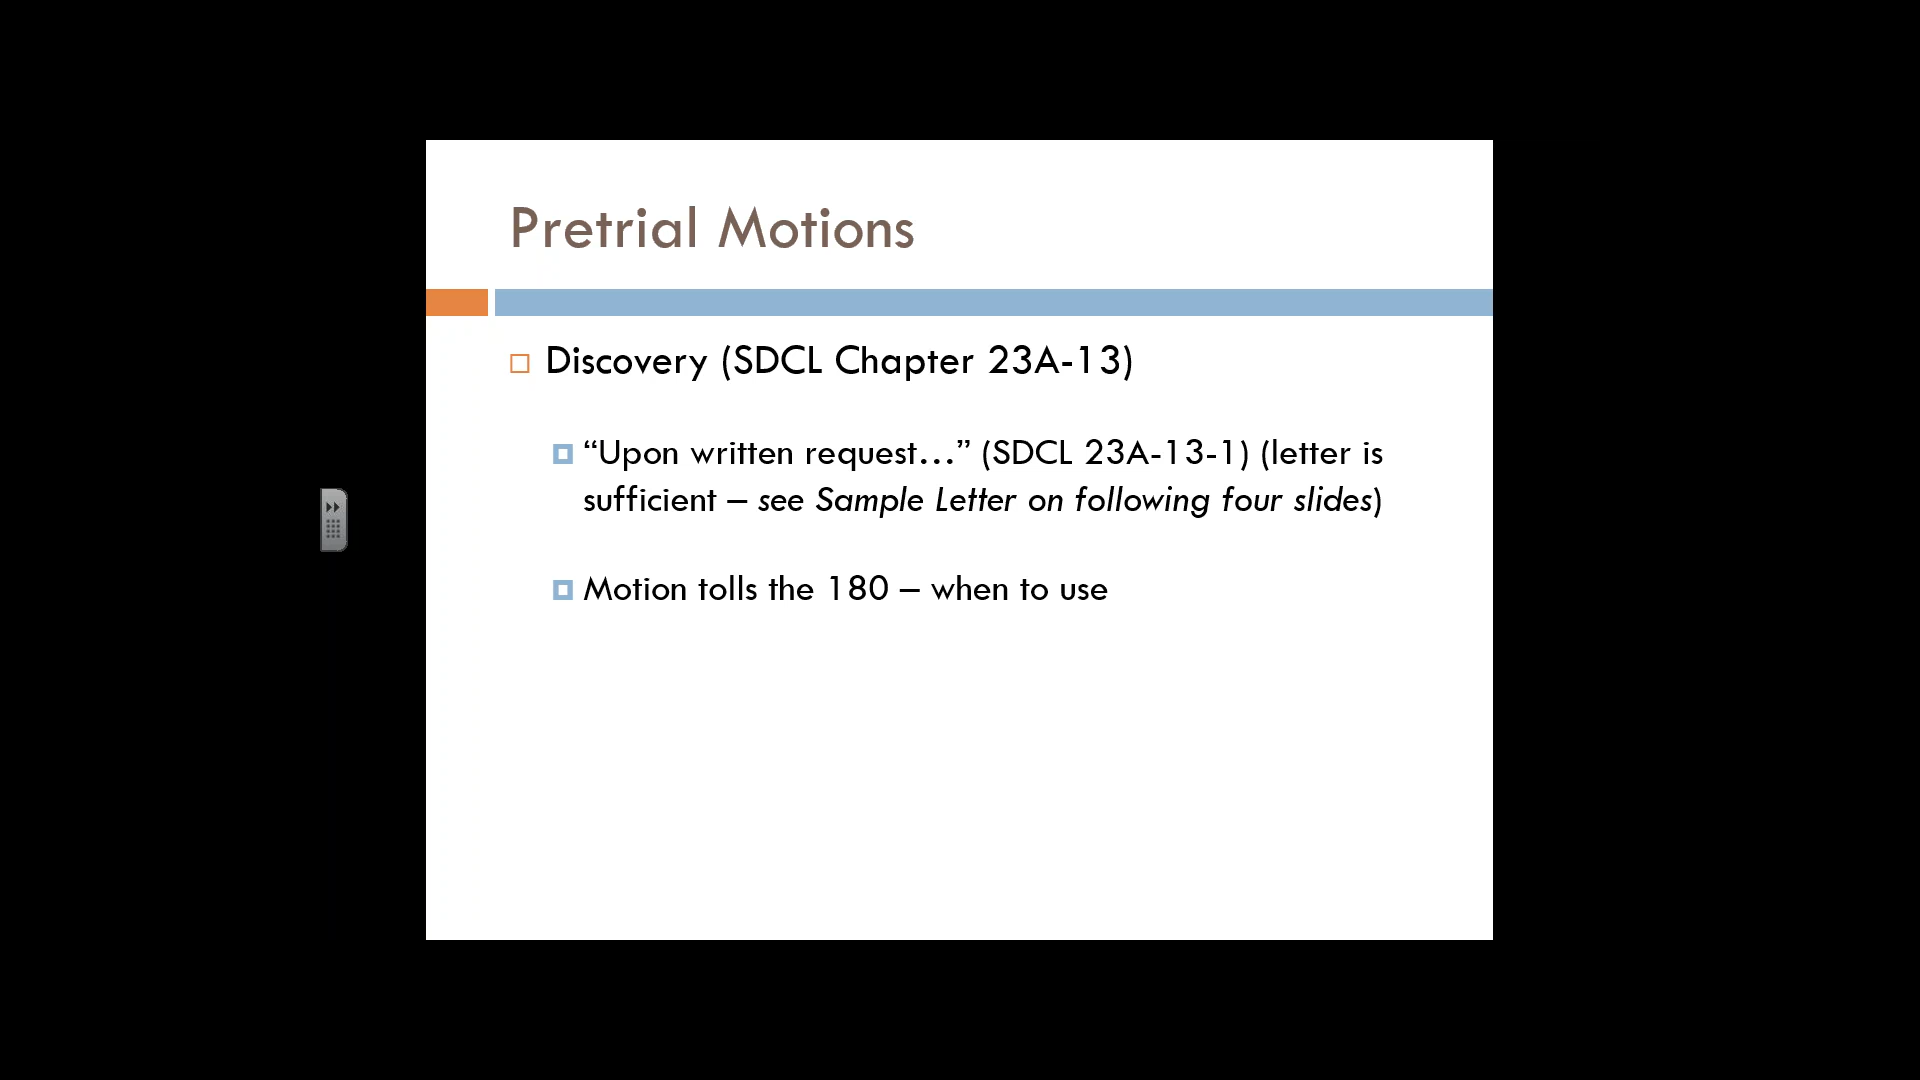 Pretrial Motions
Discovery (SDCL Chapter 23A-13)
“Upon written request…” (SDCL 23A-13-1) (letter is
sufficient – see Sample Letter on following four slides)
Motion tolls the 180 – when to use